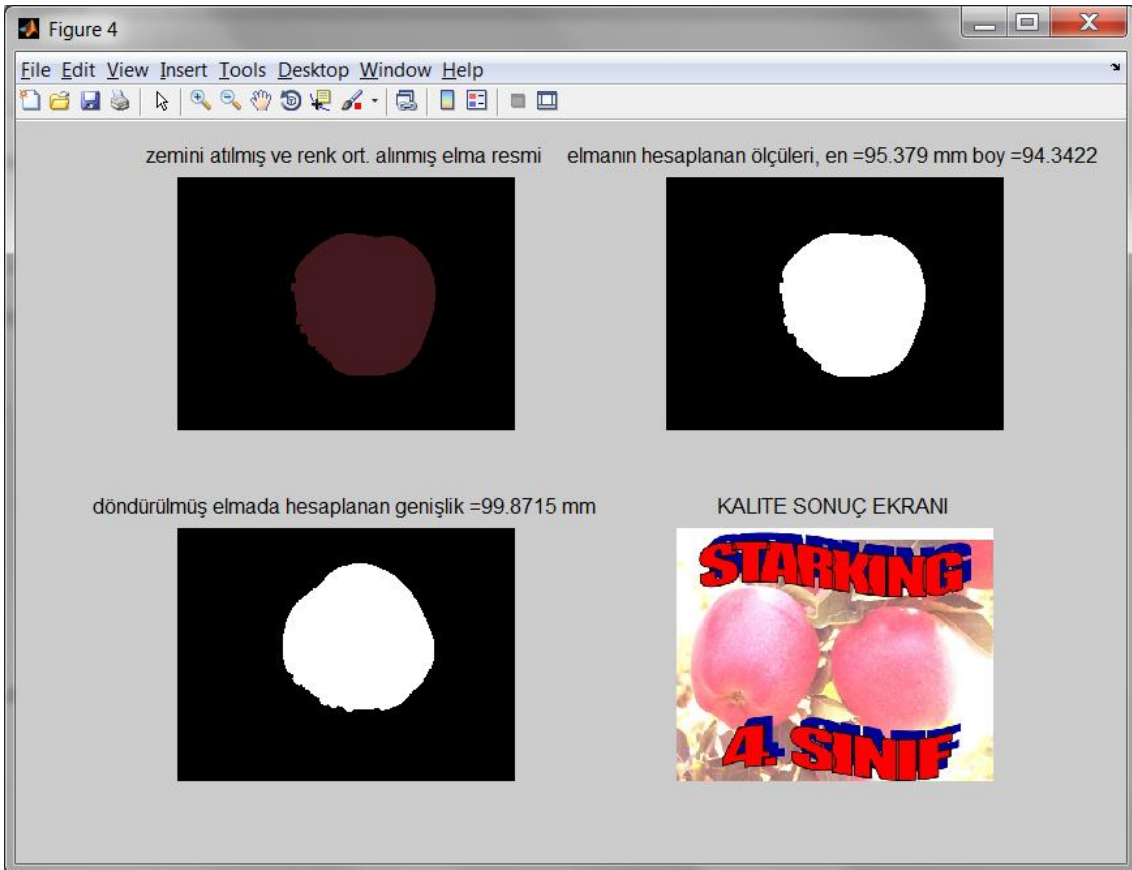 Figure 4
File Edit View Insert Tools Desktop Window Help
zemini atılmış ve renk ort. alınmış elma resmi
elmanın hesaplanan ölçüleri, en =95.379 mm boy =94.3422
döndürülmüş elmada hesaplanan genişlik =99.8715 mm
KALITE SONUÇ EKRANI
STARKING
4. SINIF